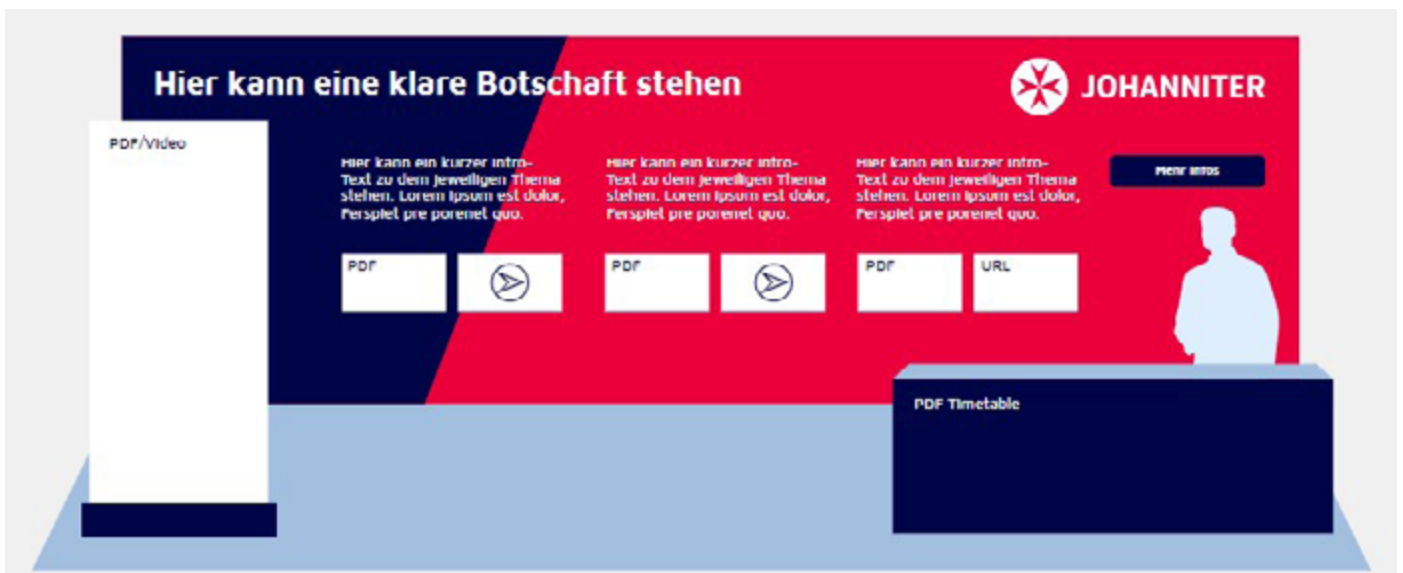 Hier kann eine klare Botschaft stehen
JOHANNITER
PDF/Video
Hier kann ein kurzer Intro-
Text zu dem jeweiligen Thema
stehen. Lorem ipsum est dolor,
Perspiet pre porenet quo.
Hier kann ein kurzer Intro-
Text zu dem jeweiligen Thema
stehen. Lorem ipsum est dolor,
Perspiet pre porenet quo.
Hier kann ein kurzer Intro-
Text zu dem jeweiligen Thema
stehen. Lorem ipsum est dolor,
Perspiet pre porenet quo.
Mehr Infos
PDF
PDF
PDF
URL
PDF Timetable